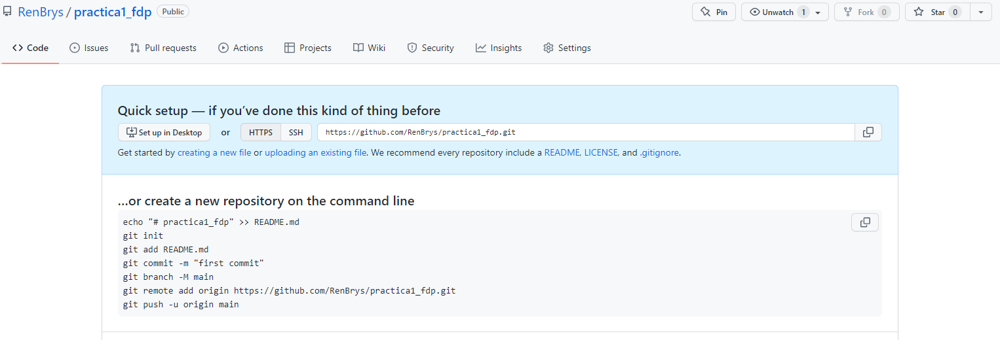 RenBrys / practica1_fdp Public Pin Unwatch 1 Fork 0 Star 0
Code Issues Pull requests Actions Projects Wiki Security Insights Settings
Quick setup — if you’ve done this kind of thing before
Set up in Desktop or HTTPS SSH https://github.com/RenBrys/practica1_fdp.git
Get started by creating a new file or uploading an existing file. We recommend every repository include a README, LICENSE, and .gitignore.
…or create a new repository on the command line
echo "# practica1_fdp" >> README.md
git init
git add README.md
git commit -m "first commit"
git branch -M main
git remote add origin https://github.com/RenBrys/practica1_fdp.git
git push -u origin main